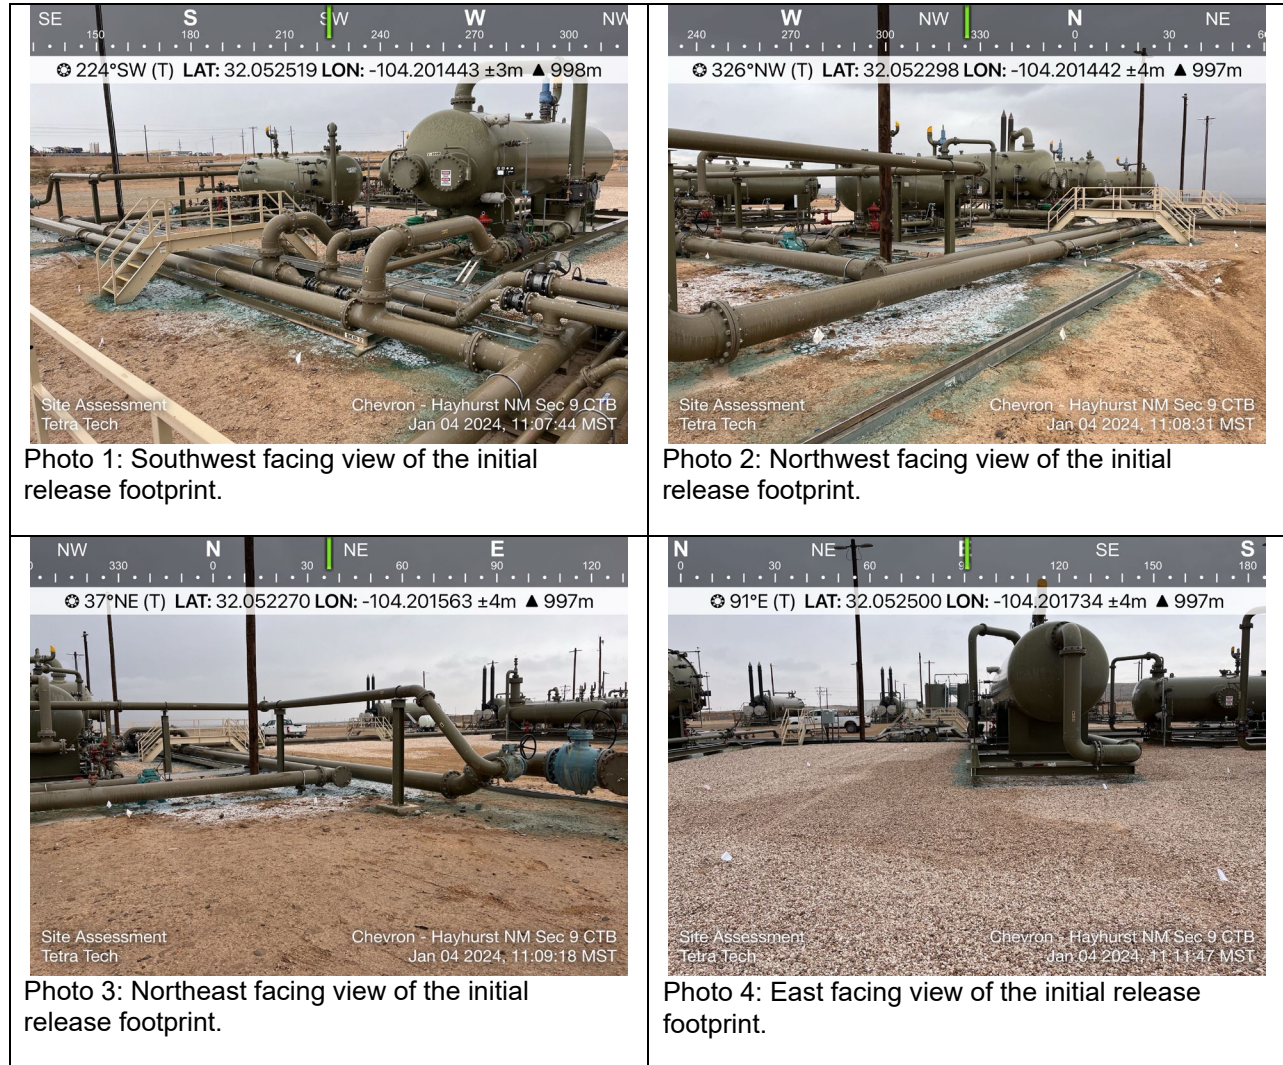 SE S SW W NW
150 180 210 240 270 300
224°SW (T) LAT: 32.052519 LON: -104.201443 ±3m ▲ 998m
Site Assessment
Tetra Tech
Chevron - Hayhurst NM Sec 9 CTB
Jan 04 2024, 11:07:44 MST
Photo 1: Southwest facing view of the initial
release footprint.
W NW N NE
240 270 300 330 0 30 60
326°NW (T) LAT: 32.052298 LON: -104.201442 ±4m ▲ 997m
Site Assessment
Tetra Tech
Chevron - Hayhurst NM Sec 9 CTB
Jan 04 2024, 11:08:31 MST
Photo 2: Northwest facing view of the initial
release footprint.
NW N NE E
330 0 30 60 90 120
37°NE (T) LAT: 32.052270 LON: -104.201563 ±4m ▲ 997m
Site Assessment
Tetra Tech
Chevron - Hayhurst NM Sec 9 CTB
Jan 04 2024, 11:09:18 MST
Photo 3: Northeast facing view of the initial
release footprint.
N NE E SE S
0 30 60 90 120 150 180
91°E (T) LAT: 32.052500 LON: -104.201734 ±4m ▲ 997m
Site Assessment
Tetra Tech
Chevron - Hayhurst NM Sec 9 CTB
Jan 04 2024, 11:11:47 MST
Photo 4: East facing view of the initial release
footprint.